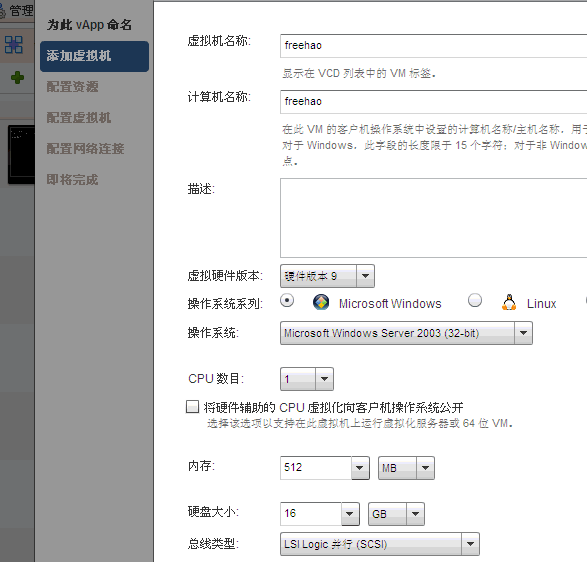 管理
为此 vApp 命名
添加虚拟机
配置资源
配置虚拟机
配置网络连接
即将完成
虚拟机名称:
freehao
显示在 VCD 列表中的 VM 标签。
计算机名称:
freehao
在此 VM 的客户机操作系统中设置的计算机名称/主机名称．用于
对于 Windows．此字段的长度限于 15 个字符；对于非 Window
点。
描述:
虚拟硬件版本:
硬件版本 9
操作系统系列:
Microsoft Windows
Linux
操作系统:
Microsoft Windows Server 2003 (32-bit)
CPU 数目:
1
将硬件辅助的 CPU 虚拟化向客户机操作系统公开
选择该选项以支持在此虚拟机上运行虚拟化服务器或 64 位 VM。
内存:
512 MB
硬盘大小:
16 GB
总线类型:
LSI Logic 并行 (SCSI)